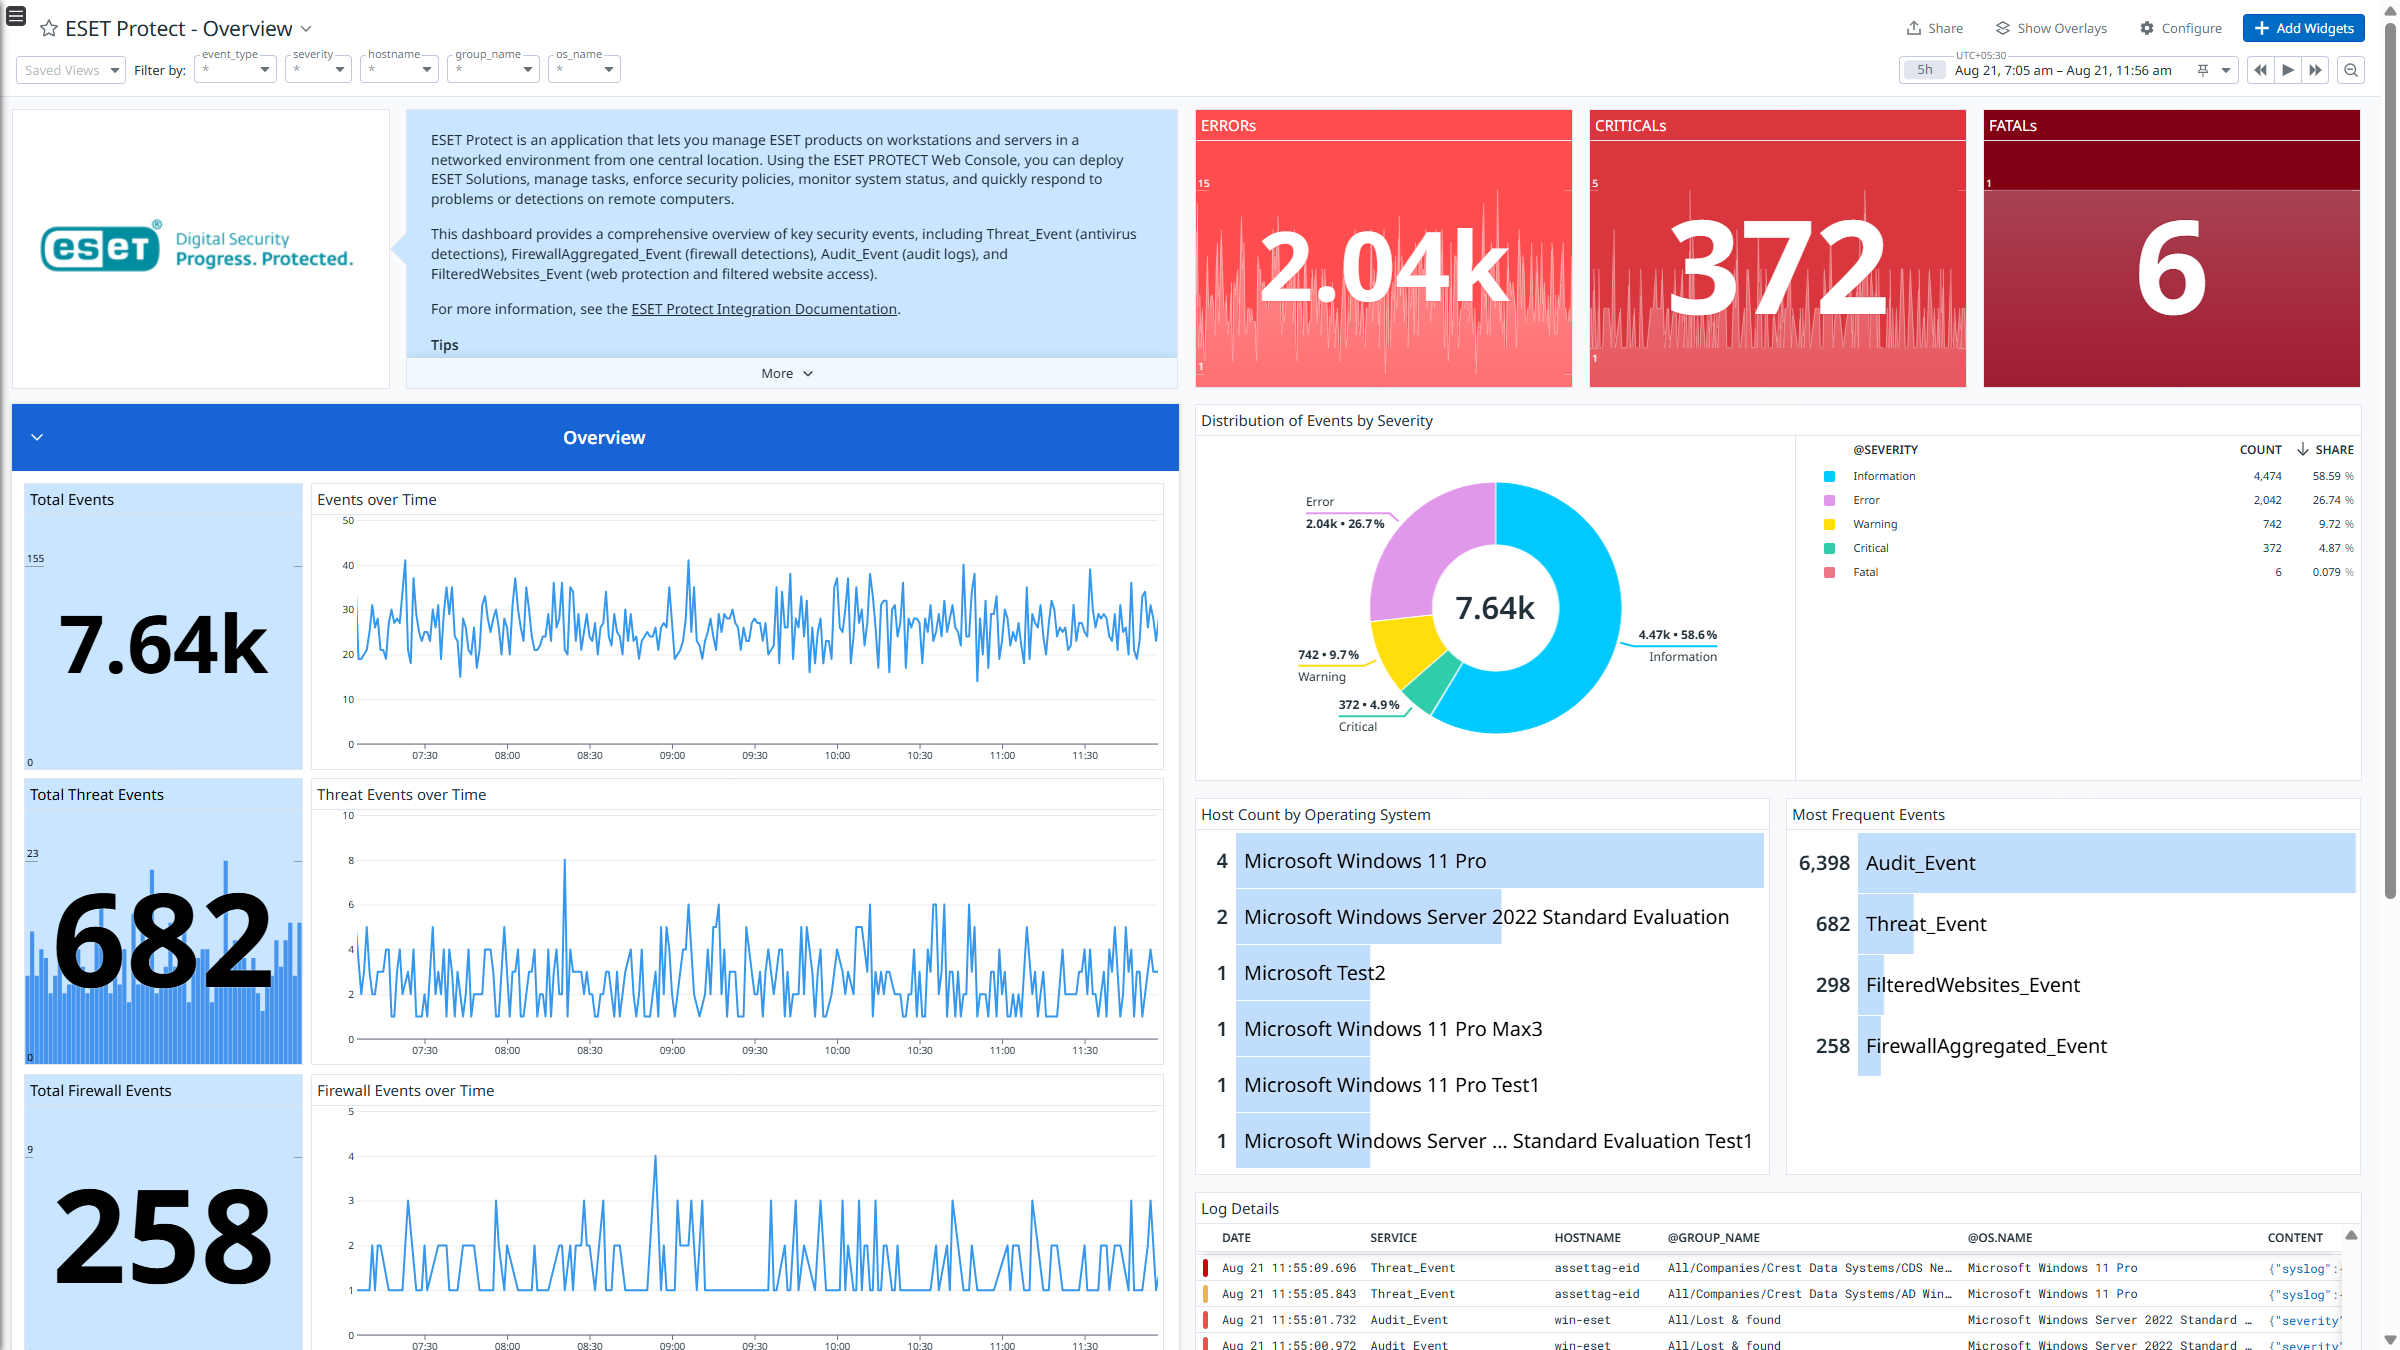 ESET Protect - Overview
Share
Show Overlays
Configure
Add Widgets
Saved Views
Filter by:
event_type
*
severity
*
hostname
*
group_name
*
os_name
*
UTC+05:30
5h
Aug 21, 7:05 am – Aug 21, 11:56 am
eset®
Digital Security
Progress. Protected.
ESET Protect is an application that lets you manage ESET products on workstations and servers in a
networked environment from one central location. Using the ESET PROTECT Web Console, you can deploy
ESET Solutions, manage tasks, enforce security policies, monitor system status, and quickly respond to
problems or detections on remote computers.
This dashboard provides a comprehensive overview of key security events, including Threat_Event (antivirus
detections), FirewallAggregated_Event (firewall detections), Audit_Event (audit logs), and
FilteredWebsites_Event (web protection and filtered website access).
For more information, see the ESET Protect Integration Documentation.
Tips
More
ERRORs
15
2.04k
1
CRITICALs
5
372
1
FATALs
1
6
Overview
Total Events
155
7.64k
0
Events over Time
50
40
30
20
10
0
07:30 08:00 08:30 09:00 09:30 10:00 10:30 11:00 11:30
Total Threat Events
23
682
0
Threat Events over Time
10
8
6
4
2
0
07:30 08:00 08:30 09:00 09:30 10:00 10:30 11:00 11:30
Total Firewall Events
9
258
Firewall Events over Time
5
4
3
2
1
0
07:30 08:00 08:30 09:00 09:30 10:00 10:30 11:00 11:30
Distribution of Events by Severity
Error
2.04k • 26.7%
742 • 9.7%
Warning
372 • 4.9%
Critical
7.64k
4.47k • 58.6%
Information
@SEVERITY COUNT SHARE
Information 4,474 58.59 %
Error 2,042 26.74 %
Warning 742 9.72 %
Critical 372 4.87 %
Fatal 6 0.079 %
Host Count by Operating System
4 Microsoft Windows 11 Pro
2 Microsoft Windows Server 2022 Standard Evaluation
1 Microsoft Test2
1 Microsoft Windows 11 Pro Max3
1 Microsoft Windows 11 Pro Test1
1 Microsoft Windows Server ... Standard Evaluation Test1
Most Frequent Events
6,398 Audit_Event
682 Threat_Event
298 FilteredWebsites_Event
258 FirewallAggregated_Event
Log Details
DATE SERVICE HOSTNAME @GROUP_NAME @OS.NAME CONTENT
Aug 21 11:55:09.696 Threat_Event assettag-eid All/Companies/Crest Data Systems/CDS Ne… Microsoft Windows 11 Pro {"syslog":
Aug 21 11:55:05.843 Threat_Event assettag-eid All/Companies/Crest Data Systems/AD Win… Microsoft Windows 11 Pro {"syslog":
Aug 21 11:55:01.732 Audit_Event win-eset All/Lost & found Microsoft Windows Server 2022 Standard … {"severity"
Aug 21 11:55:00.972 Audit_Event win-eset All/Lost & found Microsoft Windows Server 2022 Standard … {"severity"